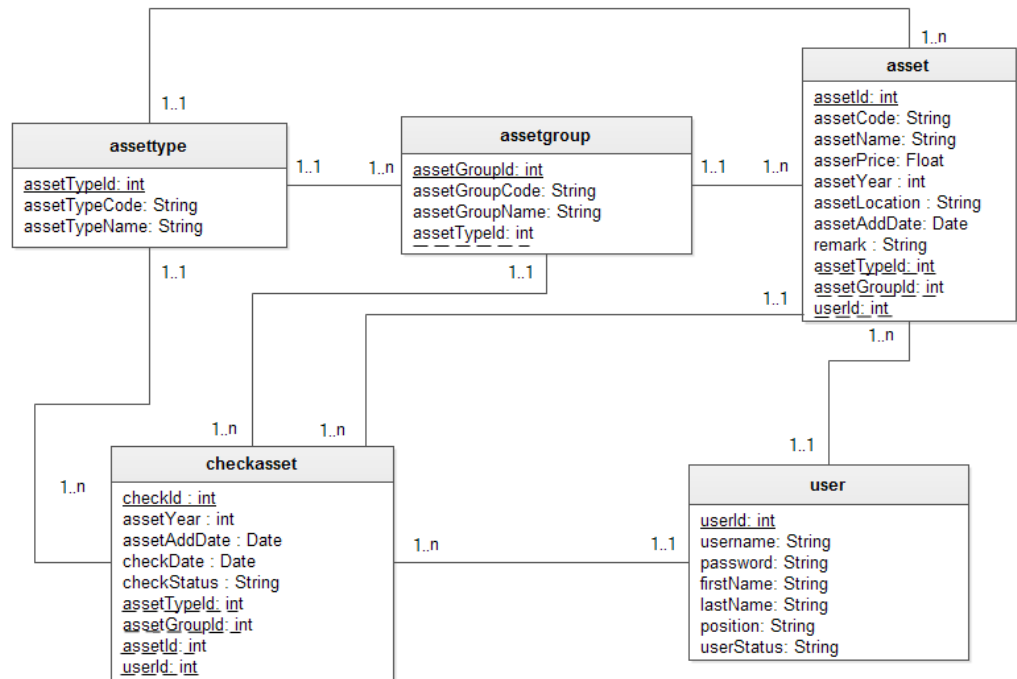 1..n
asset
assetId: int
assetCode: String
assetName: String
asserPrice: Float
assetYear : int
assetLocation : String
assetAddDate: Date
remark : String
assetTypeId: int
assetGroupId: int
userId: int
1..1
assettype
assetTypeId: int
assetTypeCode: String
assetTypeName: String
1..1
1..n
assetgroup
assetGroupId: int
assetGroupCode: String
assetGroupName: String
assetTypeId: int
1..1
1..n
1..1
1..1
1..1
1..n
1..n
1..n
1..1
1..n
checkasset
checkId : int
assetYear : int
assetAddDate : Date
checkDate : Date
checkStatus : String
assetTypeId: int
assetGroupId: int
assetId: int
userId: int
1..n
1..1
user
userId: int
username: String
password: String
firstName: String
lastName: String
position: String
userStatus: String